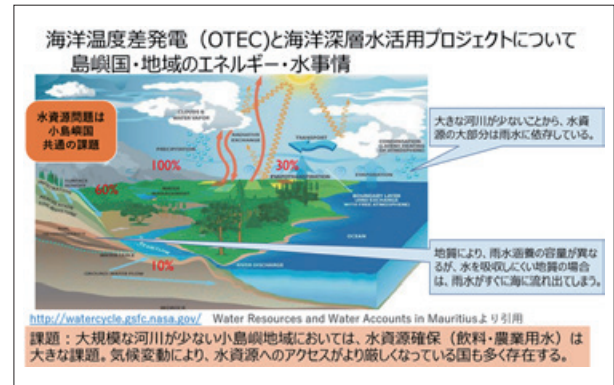 海洋温度差発電（OTEC)と海洋深層水活用プロジェクトについて
島嶼国・地域のエネルギー・水事情
水資源問題は
小島嶼国
共通の課題
PRECIPITATION
100%
30%
60%
10%
TRANSPORT
EVAPORATION
BOUNDARY LAYER
OCEAN
RIVER DISCHARGE
大きな河川が少ないことから、水資
源の大部分は雨水に依存している。
地質により、雨水涵養の容量が異な
るが、水を吸収しにくい地質の場合
は、雨水がすぐに海に流れ出てしまう。
http://watercycle.gsfc.nasa.gov/ Water Resources and Water Accounts in Mauritiusより引用
課題：大規模な河川が少ない小島嶼地域においては、水資源確保（飲料・農業用水）は
大きな課題。気候変動により、水資源へのアクセスがより厳しくなっている国も多く存在する。